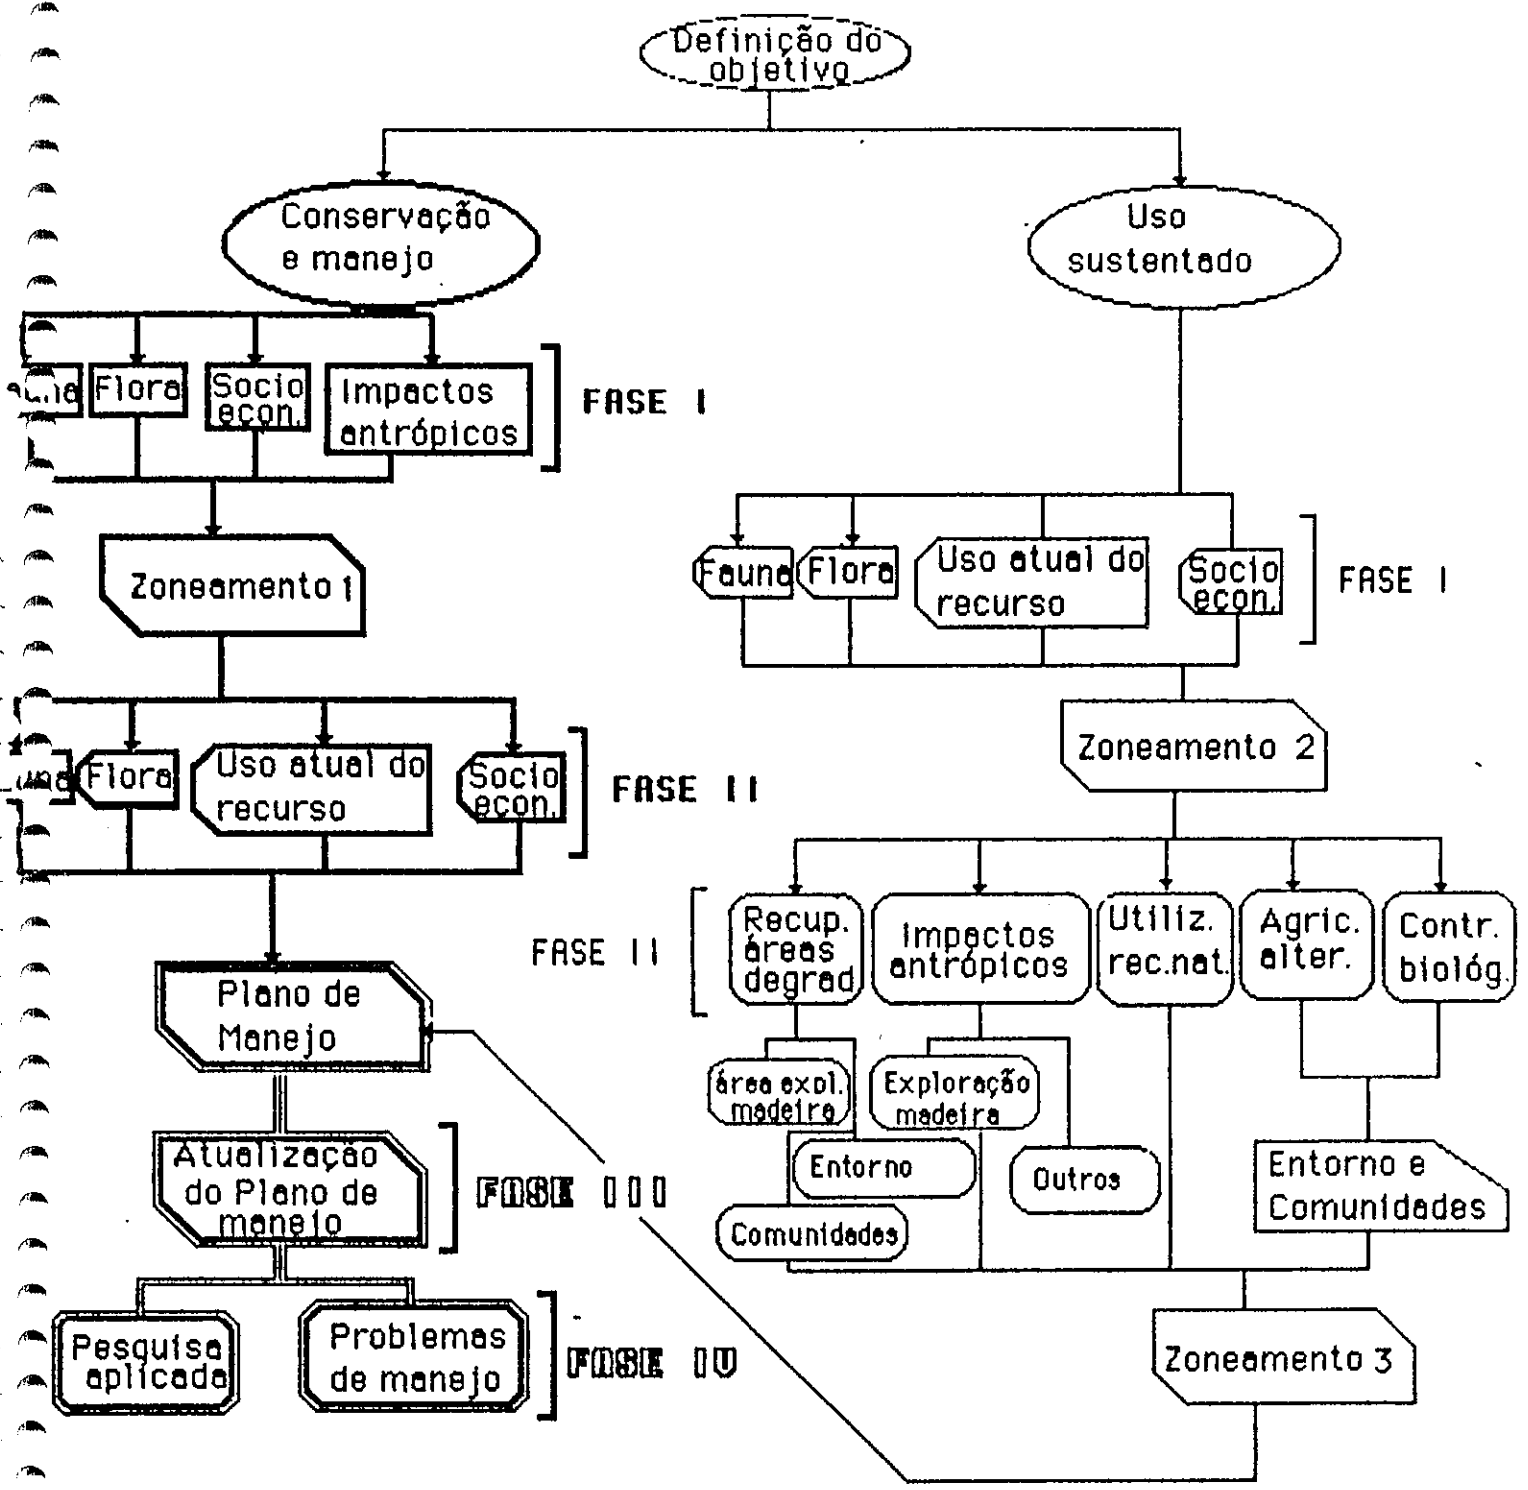 Definição do
objetivo
Conservação
e manejo
Uso
sustentado
Flora
Socio
econ.
Impactos
antrópicos
FASE I
Zoneamento 1
Fauna
Flora
Uso atual do
recurso
Socio
econ.
FASE I
Zoneamento 2
Flora
Uso atual do
recurso
Socio
econ.
FASE II
FASE II
Recup.
áreas
degrad
Impactos
antrópicos
Utiliz.
rec.nat.
Agric.
alter.
Contr.
biológ.
área expl.
madeira
Exploração
madeira
Entorno
Outros
Comunidades
Entorno e
Comunidades
Zoneamento 3
Plano de
Manejo
Atualização
do Plano de
manejo
FASE III
Pesquisa
aplicada
Problemas
de manejo
FASE IV